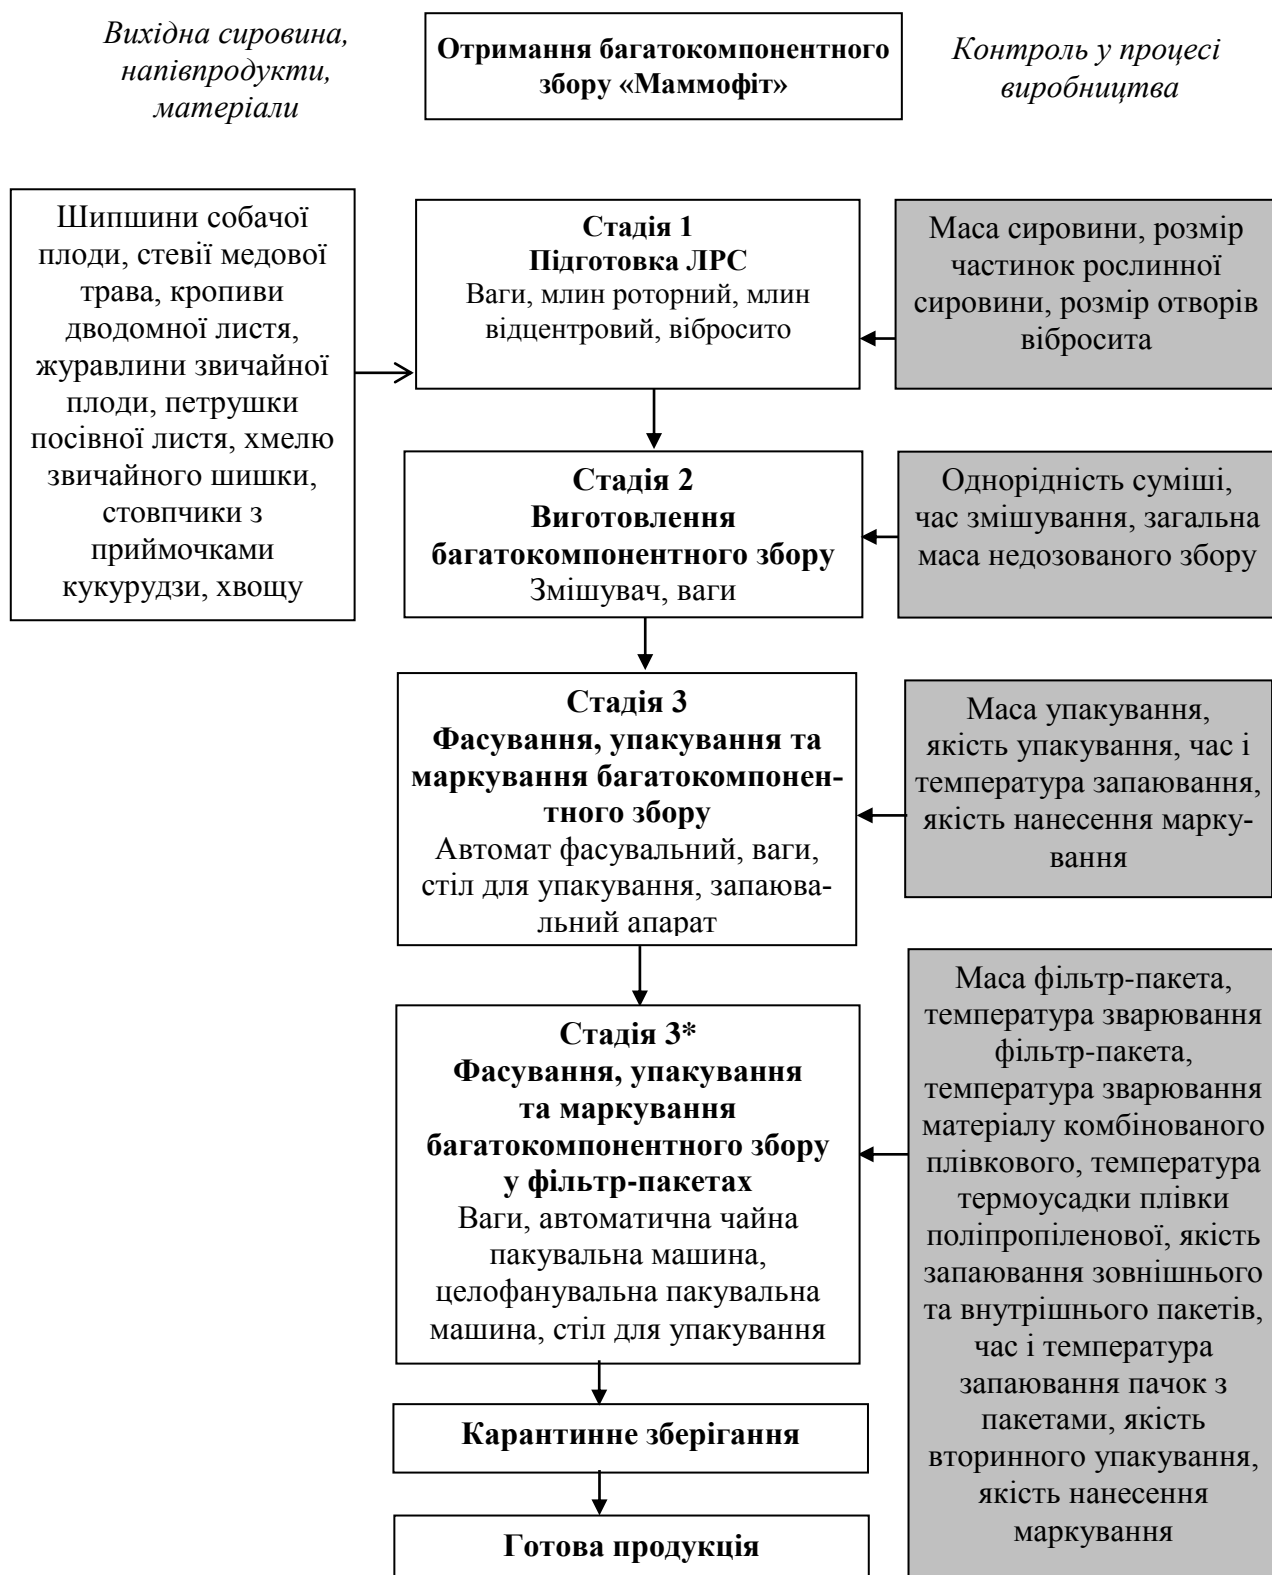 Вихідна сировина,
напівпродукти,
матеріали
Отримання багатокомпонентного
збору «Маммофіт»
Контроль у процесі
виробництва
Шипшини собачої
плоди, стевії медової
трава, кропиви
дводомної листя,
журавлини звичайної
плоди, петрушки
посівної листя, хмелю
звичайного шишки,
стовпчики з
приймочками
кукурудзи, хвощу
Стадія 1
Підготовка ЛРС
Ваги, млин роторний, млин
відцентровий, вібросито
Маса сировини, розмір
частинок рослинної
сировини, розмір отворів
вібросита
Стадія 2
Виготовлення
багатокомпонентного збору
Змішувач, ваги
Однорідність суміші,
час змішування, загальна
маса недозованого збору
Стадія 3
Фасування, упакування та
маркування багатокомпонен-
тного збору
Автомат фасувальний, ваги,
стіл для упакування, запаюва-
льний апарат
Маса упакування,
якість упакування, час і
температура запаювання,
якість нанесення марку-
вання
Стадія 3*
Фасування, упакування
та маркування
багатокомпонентного збору
у фільтр-пакетах
Ваги, автоматична чайна
пакувальна машина,
целофанувальна пакувальна
машина, стіл для упакування
Маса фільтр-пакета,
температура зварювання
фільтр-пакета,
температура зварювання
матеріалу комбінованого
плівкового, температура
термоусадки плівки
поліпропіленової, якість
запаювання зовнішнього
та внутрішнього пакетів,
час і температура
запаювання пачок з
пакетами, якість
вторинного упакування,
якість нанесення
маркування
Карантинне зберігання
Готова продукція